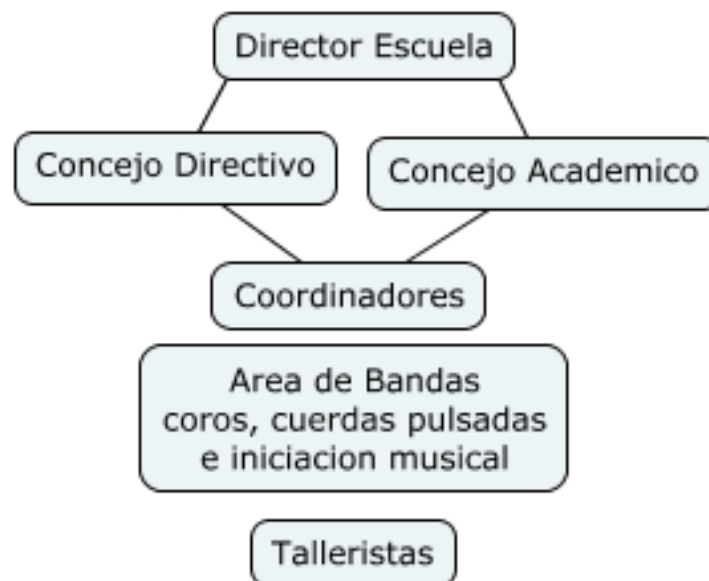 Director Escuela
Concejo Directivo
Concejo Academico
Coordinadores
Area de Bandas
coros, cuerdas pulsadas
e iniciacion musical
Talleristas